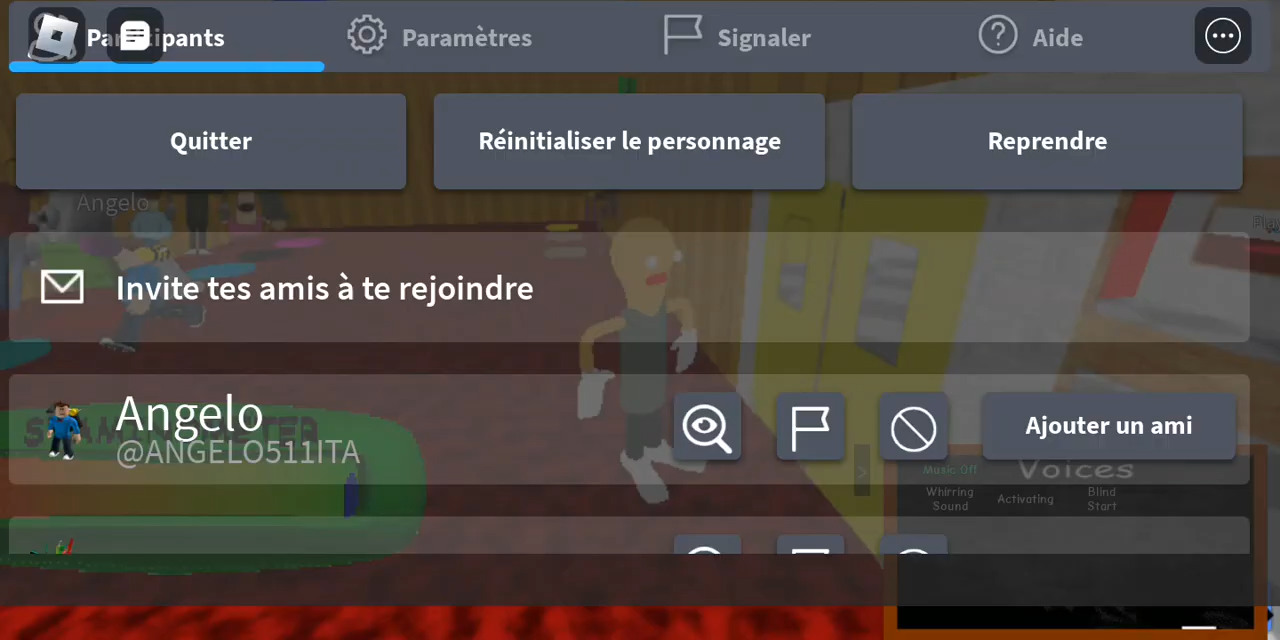 Participants
Paramètres
Signaler
Aide
Quitter
Réinitialiser le personnage
Reprendre
Angelo
Invite tes amis à te rejoindre
Angelo
@ANGELO511ITA
Ajouter un ami
Music Off
Voices
Whirring Sound
Activating
Blind Start